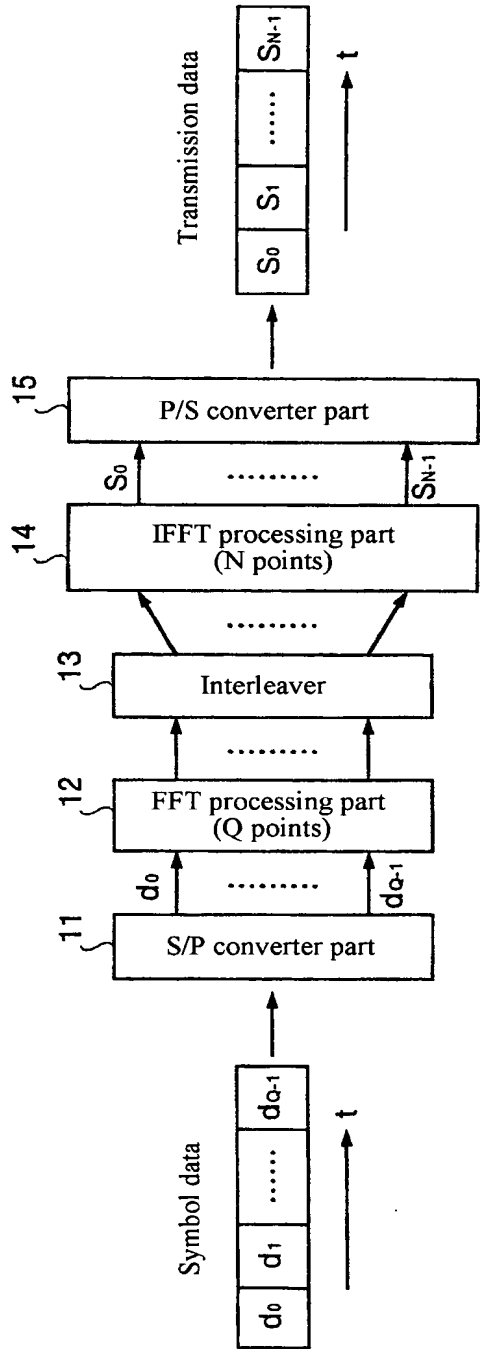 Symbol data
d0 d1 ...... dQ-1
t
11
S/P converter part
d0
.........
dQ-1
12
FFT processing part
(Q points)
.........
13
Interleaver
.........
14
IFFT processing part
(N points)
S0
.........
SN-1
15
P/S converter part
Transmission data
S0 S1 ...... SN-1
t